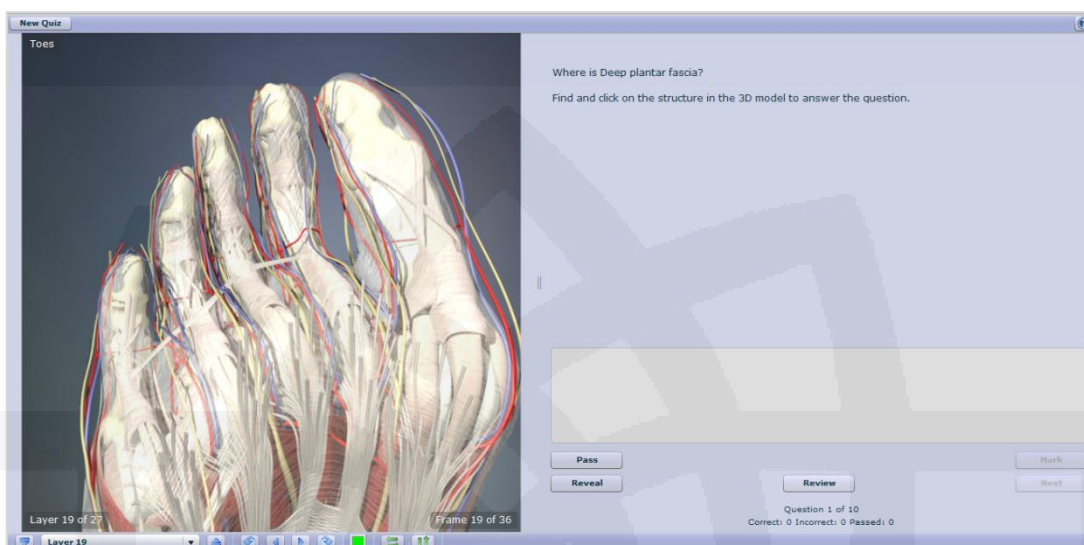 New Quiz
Toes
Where is Deep plantar fascia?
Find and click on the structure in the 3D model to answer the question.
Layer 19 of 27
Frame 19 of 36
Pass
Mark
Reveal
Review
Next
Question 1 of 10
Correct: 0 Incorrect: 0 Passed: 0
Layer 19